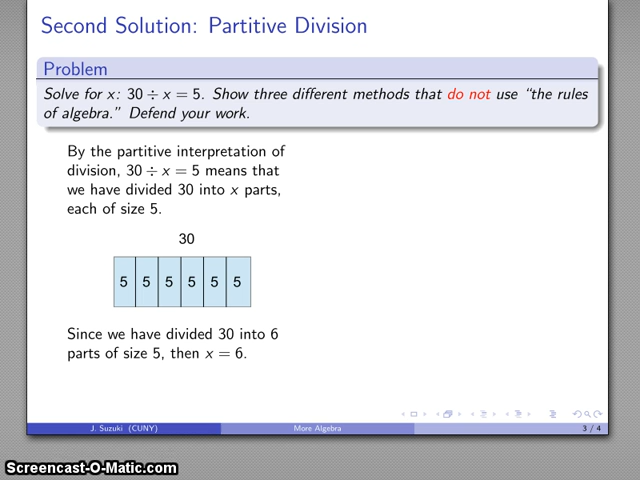 Second Solution: Partitive Division
Problem
Solve for x: 30 ÷ x = 5. Show three different methods that do not use “the rules
of algebra.” Defend your work.
By the partitive interpretation of
division, 30 ÷ x = 5 means that
we have divided 30 into x parts,
each of size 5.
30
5 5 5 5 5 5
Since we have divided 30 into 6
parts of size 5, then x = 6.
J. Suzuki (CUNY) More Algebra 3 / 4
Screencast-O-Matic.com